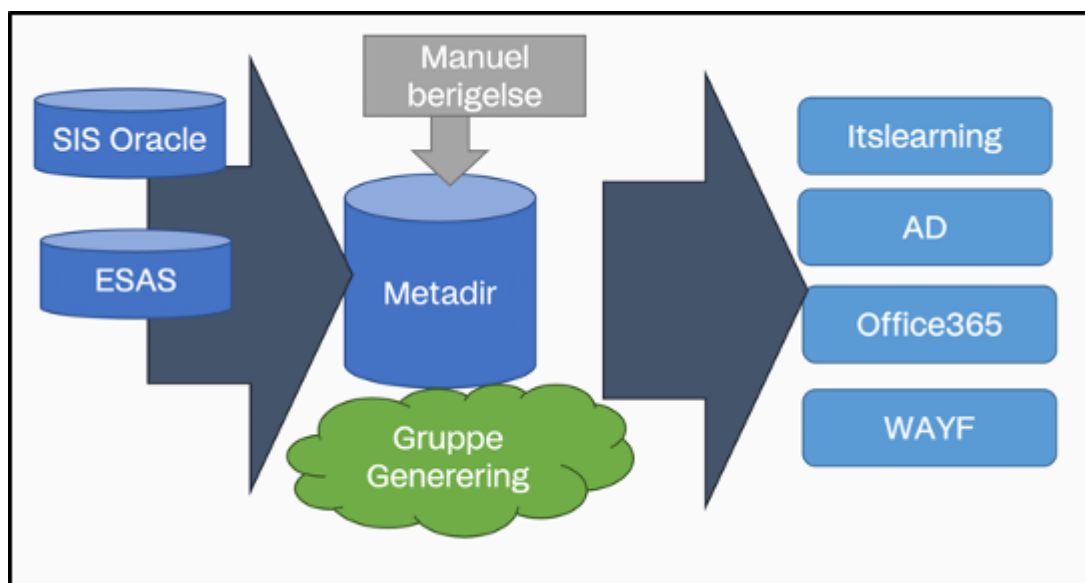 SIS Oracle
ESAS
Manuel
berigelse
Metadir
Gruppe
Generering
Itslearning
AD
Office365
WAYF